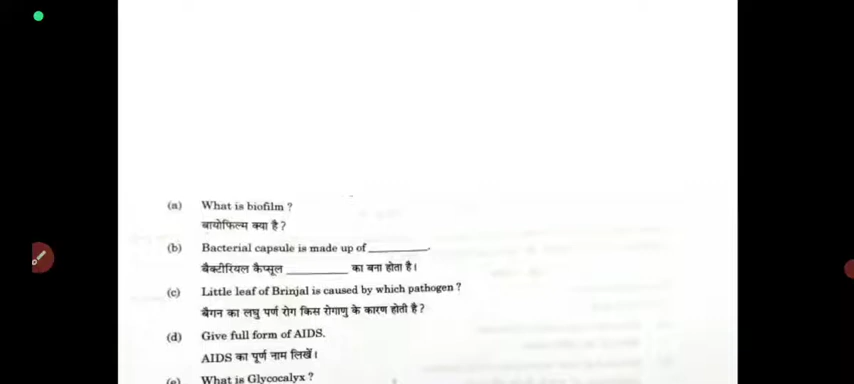 (a) What is biofilm ?
बायोफिल्म क्या है?
(b) Bacterial capsule is made up of ________.
बैक्टीरियल कैप्सूल ________ का बना होता है।
(c) Little leaf of Brinjal is caused by which pathogen ?
बैगन का लघु पर्ण रोग किस रोगाणु के कारण होती है?
(d) Give full form of AIDS.
AIDS का पूर्ण नाम लिखें।
(e) What is Glycocalyx ?